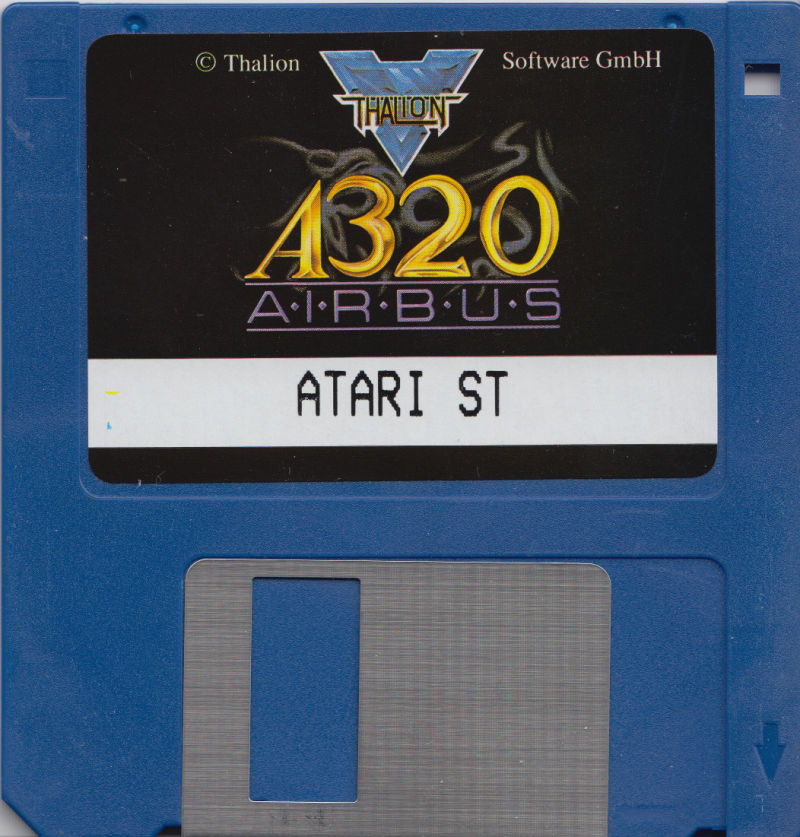 © Thalion Software GmbH
THALION
A320
A·I·R·B·U·S
ATARI ST